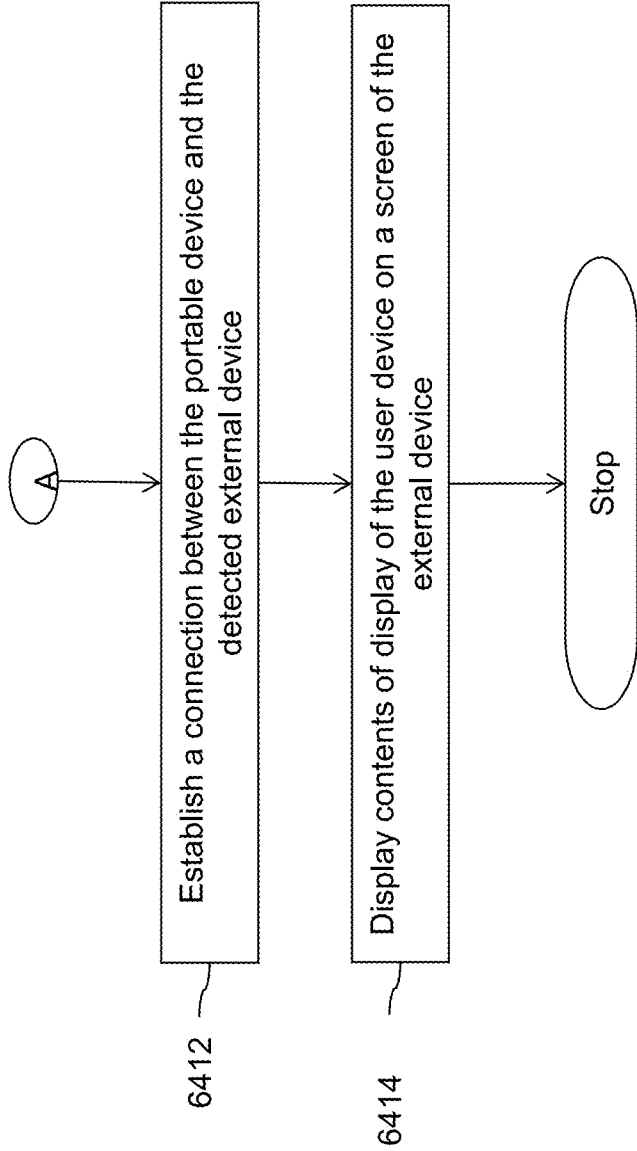 A
Establish a connection between the portable device and the
detected external device
6412
Display contents of display of the user device on a screen of the
external device
6414
Stop